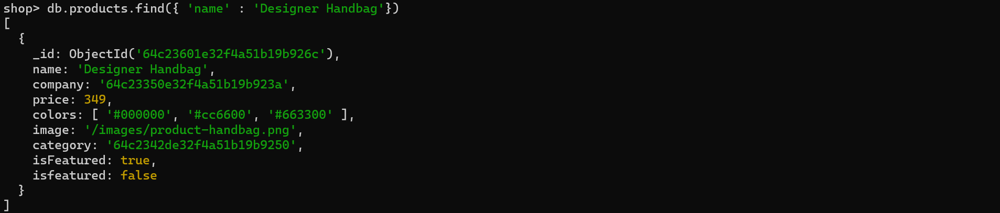 shop> db.products.find({ 'name' : 'Designer Handbag'})
[
  {
    _id: ObjectId('64c23601e32f4a51b19b926c'),
    name: 'Designer Handbag',
    company: '64c23350e32f4a51b19b923a',
    price: 349,
    colors: [ '#000000', '#cc6600', '#663300' ],
    image: '/images/product-handbag.png',
    category: '64c2342de32f4a51b19b9250',
    isFeatured: true,
    isfeatured: false
  }
]